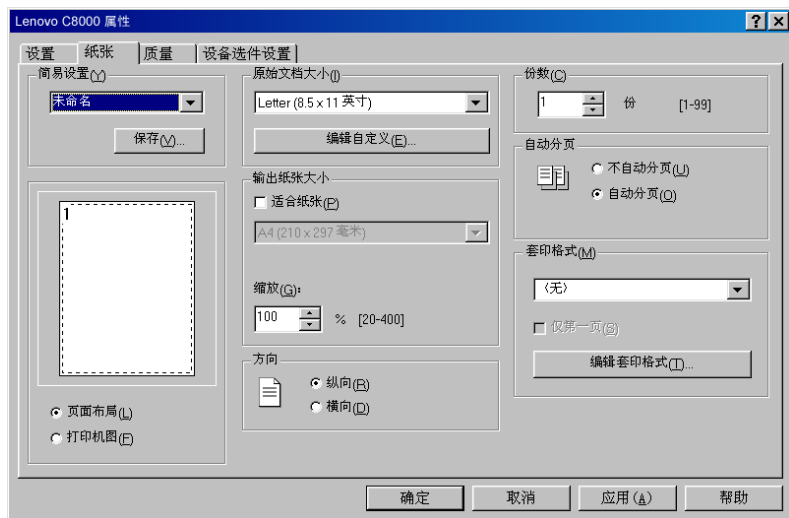 Lenovo C8000 属性
设置 纸张 质量 设备选件设置
简易设置(Y)
未命名
保存(V)...
1
页面布局(L)
打印机图(F)
原始文档大小(I)
Letter (8.5 x 11 英寸)
编辑自定义(E)...
输出纸张大小
适合纸张(P)
A4 (210 x 297 毫米)
缩放(G):
100 % [20-400]
方向
纵向(R)
横向(D)
份数(C)
1 份 [1-99]
自动分页
不自动分页(U)
自动分页(O)
套印格式(M)
〈无〉
仅第一页(S)
编辑套印格式(T)...
确定 取消 应用(A) 帮助